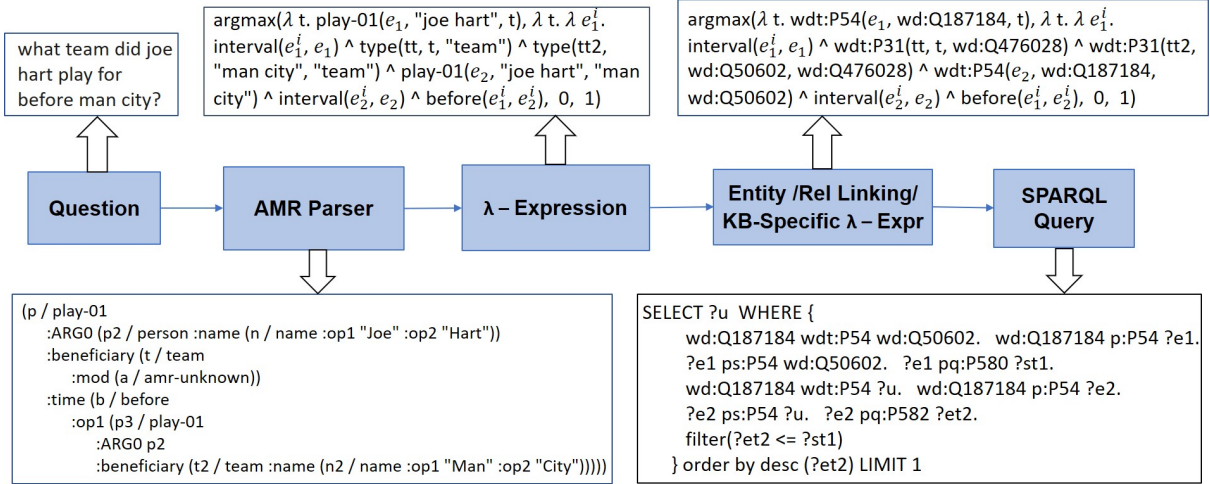 what team did joe
hart play for
before man city?
argmax(λ t. play-01(𝑒₁, "joe hart", t), λ t. λ 𝑒₁ⁱ.
interval(𝑒₁ⁱ, 𝑒₁) ^ type(tt, t, "team") ^ type(tt2,
"man city", "team") ^ play-01(𝑒₂, "joe hart", "man
city") ^ interval(𝑒₂ⁱ, 𝑒₂) ^ before(𝑒₁ⁱ, 𝑒₂ⁱ), 0, 1)
argmax(λ t. wdt:P54(𝑒₁, wd:Q187184, t), λ t. λ 𝑒₁ⁱ.
interval(𝑒₁ⁱ, 𝑒₁) ^ wdt:P31(tt, t, wd:Q476028) ^ wdt:P31(tt2,
wd:Q50602, wd:Q476028) ^ wdt:P54(𝑒₂, wd:Q187184,
wd:Q50602) ^ interval(𝑒₂ⁱ, 𝑒₂) ^ before(𝑒₁ⁱ, 𝑒₂ⁱ), 0, 1)
Question
AMR Parser
λ – Expression
Entity /Rel Linking/
KB-Specific λ – Expr
SPARQL
Query
(p / play-01
:ARG0 (p2 / person :name (n / name :op1 "Joe" :op2 "Hart"))
:beneficiary (t / team
:mod (a / amr-unknown))
:time (b / before
:op1 (p3 / play-01
:ARG0 p2
:beneficiary (t2 / team :name (n2 / name :op1 "Man" :op2 "City")))))
SELECT ?u WHERE {
wd:Q187184 wdt:P54 wd:Q50602. wd:Q187184 p:P54 ?e1.
?e1 ps:P54 wd:Q50602. ?e1 pq:P580 ?st1.
wd:Q187184 wdt:P54 ?u. wd:Q187184 p:P54 ?e2.
?e2 ps:P54 ?u. ?e2 pq:P582 ?et2.
filter(?et2 <= ?st1)
} order by desc (?et2) LIMIT 1